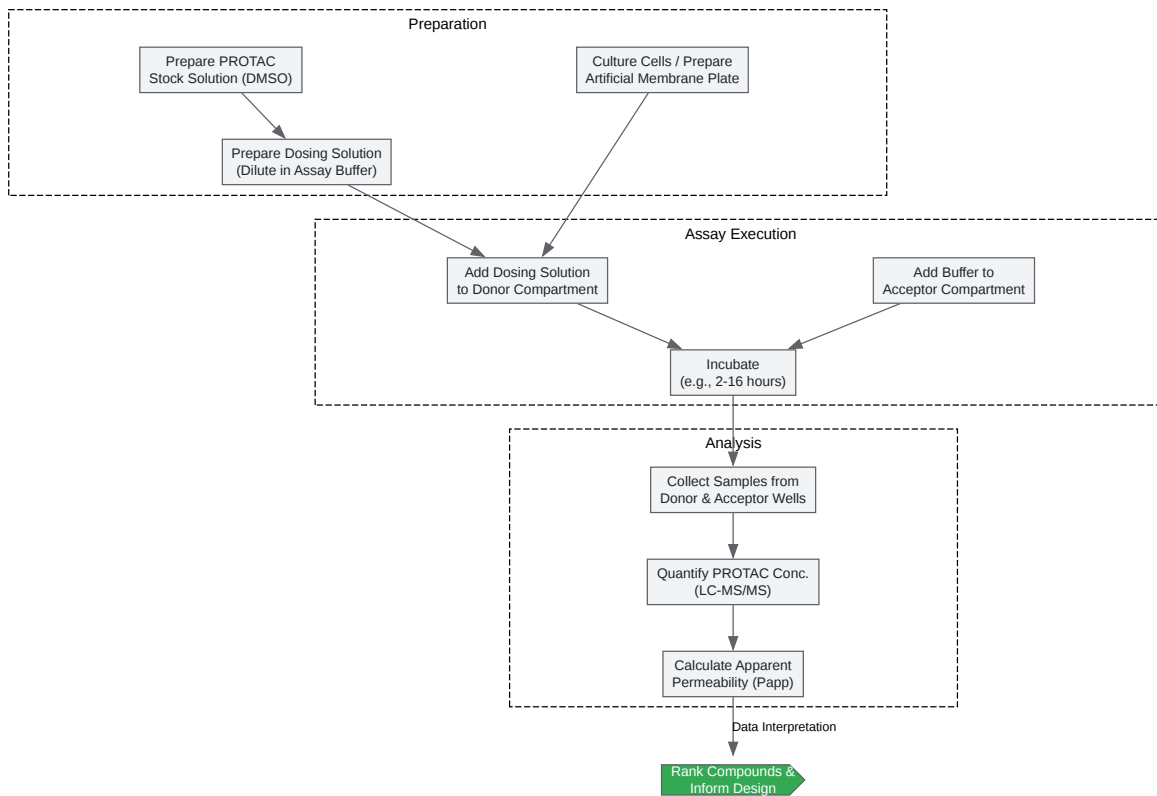 Preparation
Prepare PROTAC
Stock Solution (DMSO)
Culture Cells / Prepare
Artificial Membrane Plate
Prepare Dosing Solution
(Dilute in Assay Buffer)
Assay Execution
Add Dosing Solution
to Donor Compartment
Add Buffer to
Acceptor Compartment
Incubate
(e.g., 2-16 hours)
Analysis
Collect Samples from
Donor & Acceptor Wells
Quantify PROTAC Conc.
(LC-MS/MS)
Calculate Apparent
Permeability (Papp)
Data Interpretation
Rank Compounds &
Inform Design